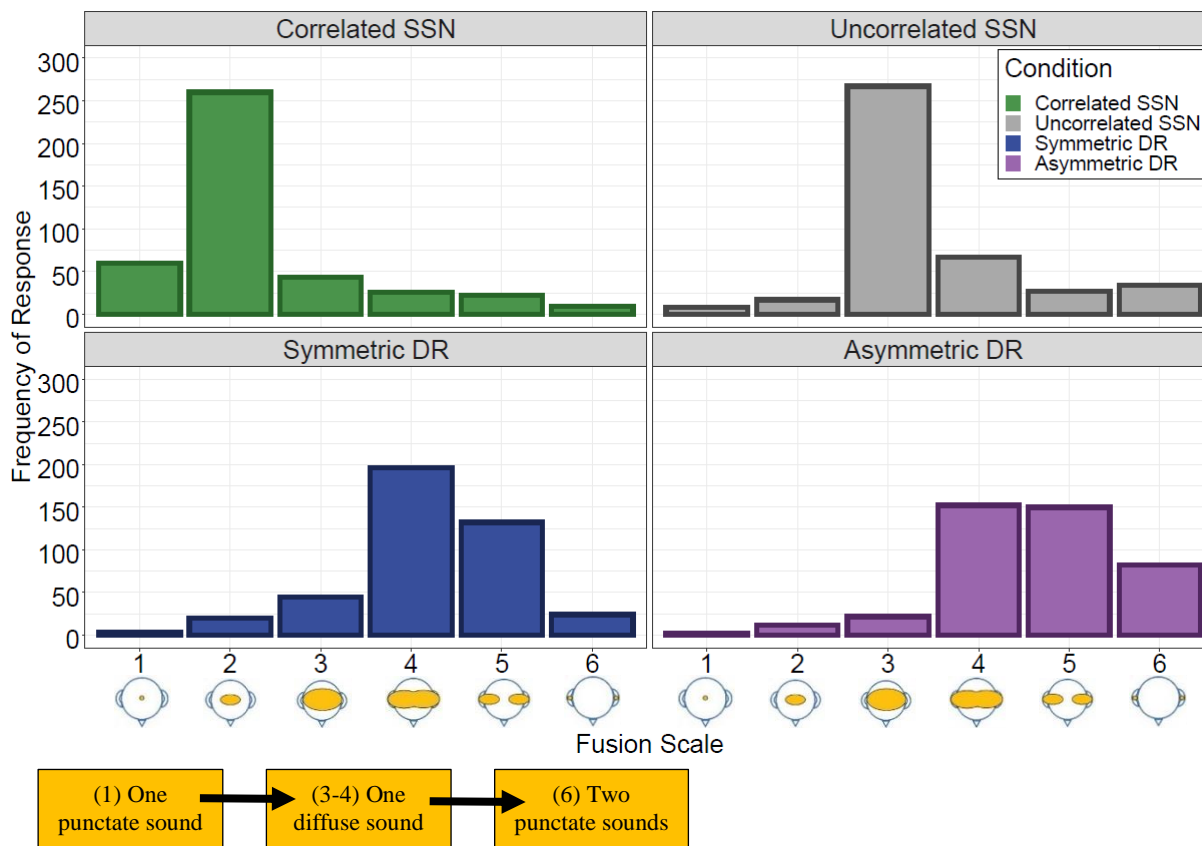 Correlated SSN
Uncorrelated SSN
300
250
200
150
100
50
0
Condition
Correlated SSN
Uncorrelated SSN
Symmetric DR
Asymmetric DR
Frequency of Response
Symmetric DR
Asymmetric DR
300
250
200
150
100
50
0
1 2 3 4 5 6
1 2 3 4 5 6
Fusion Scale
(1) One
punctate sound
(3-4) One
diffuse sound
(6) Two
punctate sounds